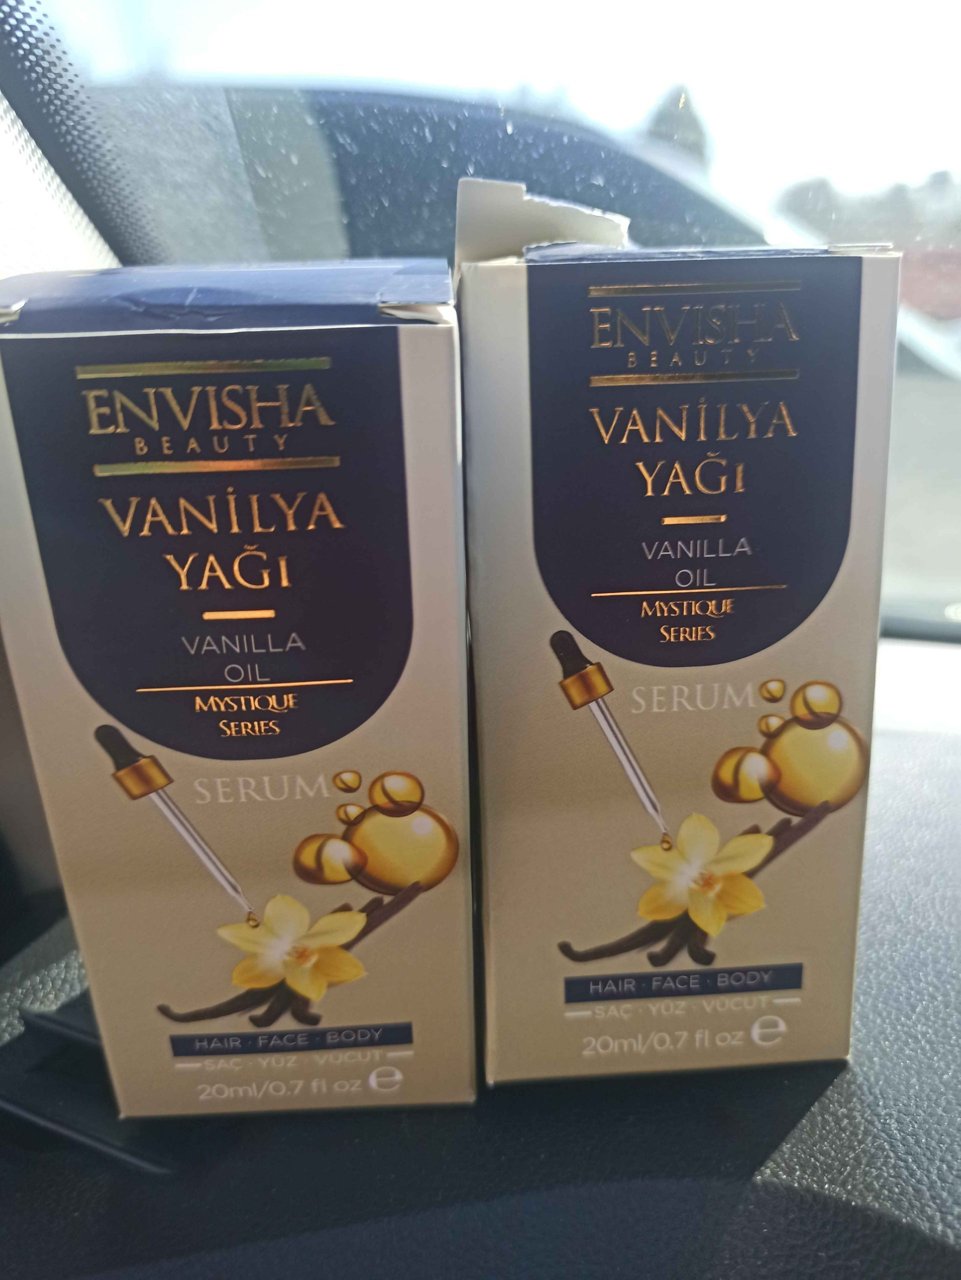 ENVISHA
BEAUTY
VANİLYA
YAĞI
VANILLA
OIL
MYSTIQUE
SERIES
SERUM
HAIR · FACE · BODY
SAÇ · YÜZ · VÜCUT
20ml/0.7 fl oz ℮
ENVISHA
BEAUTY
VANİLYA
YAĞI
VANILLA
OIL
MYSTIQUE
SERIES
SERUM
HAIR · FACE · BODY
SAÇ · YÜZ · VÜCUT
20ml/0.7 fl oz ℮